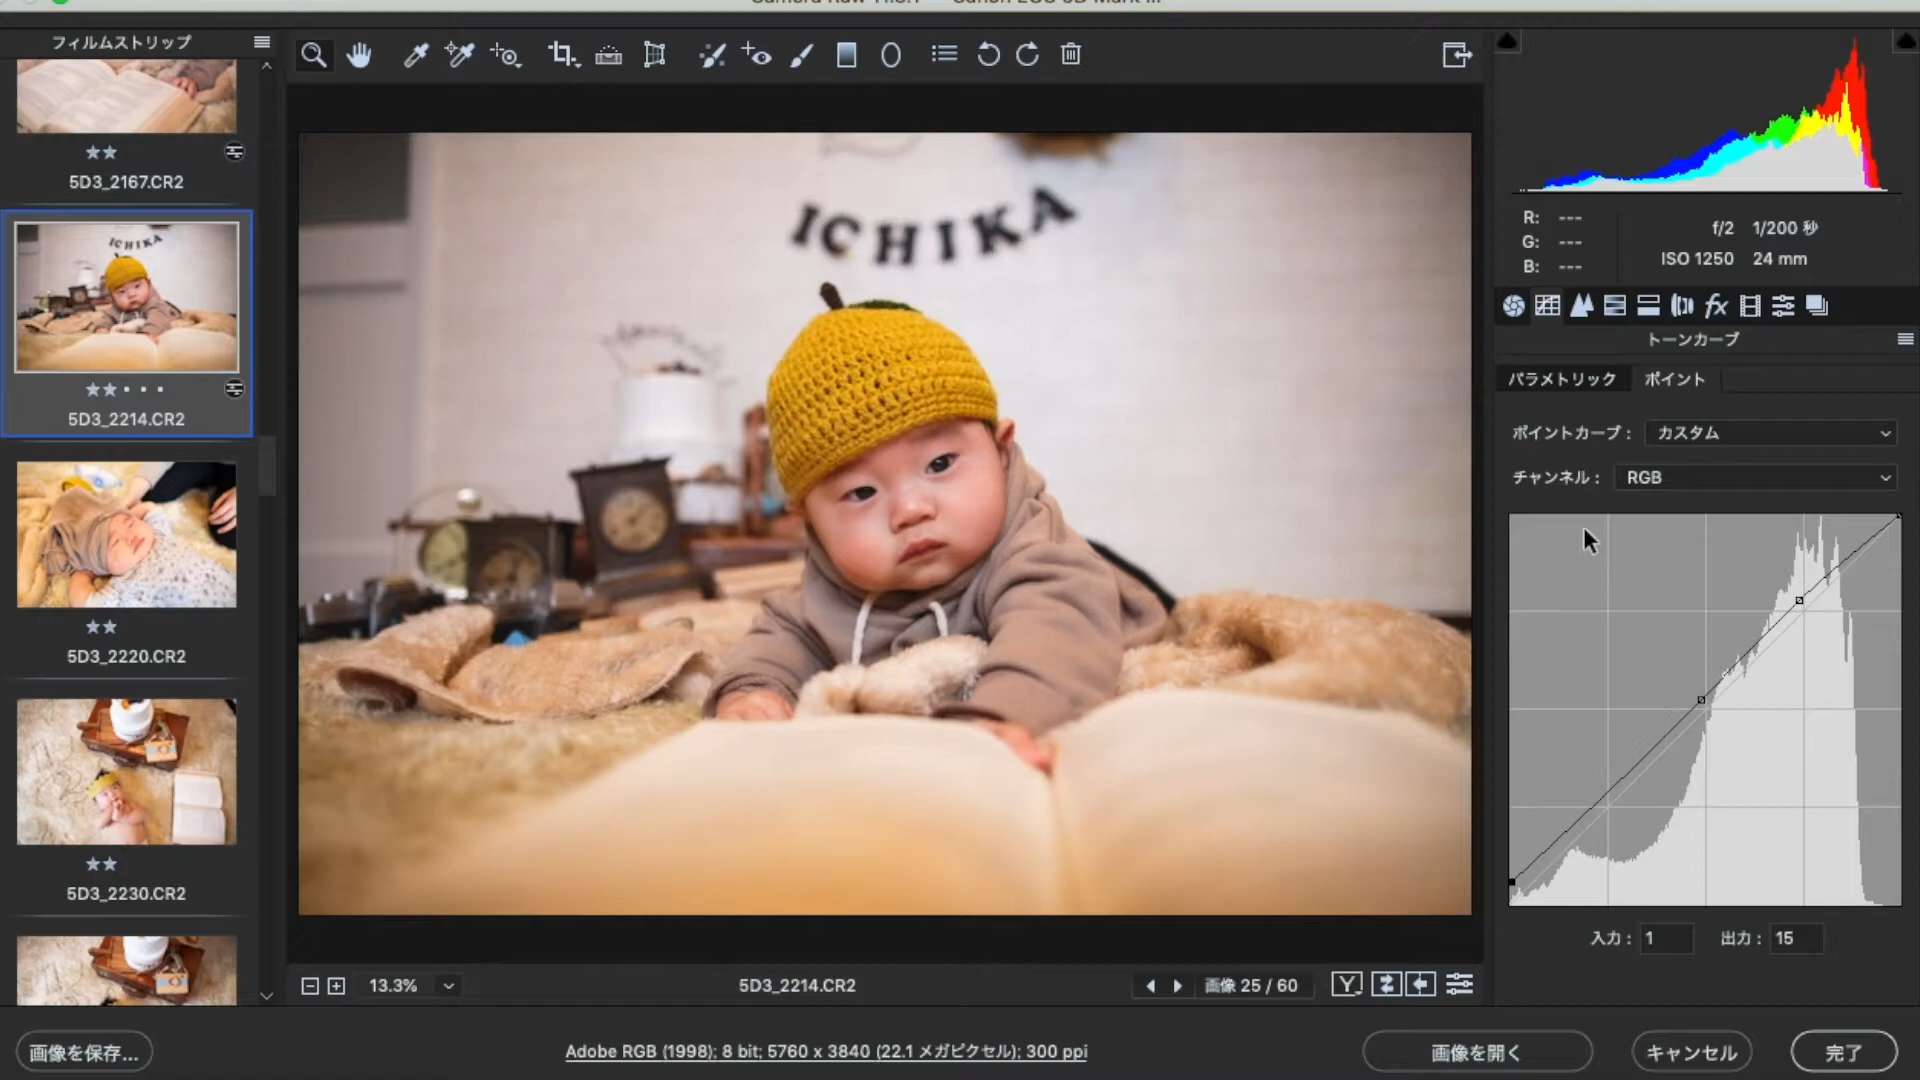 フィルムストリップ
5D3_2167.CR2
5D3_2214.CR2
5D3_2220.CR2
5D3_2230.CR2
ICHIKA
ICHIKA
13.3%
5D3_2214.CR2
画像 25 / 60
R: ---
G: ---
B: ---
f/2 1/200 秒
ISO 1250 24 mm
fx
トーンカーブ
パラメトリック ポイント
ポイントカーブ： カスタム
チャンネル： RGB
入力： 1 出力： 15
画像を保存...
Adobe RGB (1998); 8 bit; 5760 x 3840 (22.1 メガピクセル); 300 ppi
画像を開く
キャンセル
完了